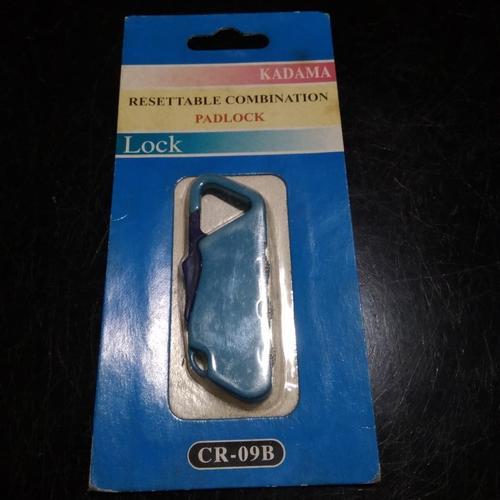 KADAMA
RESETTABLE COMBINATION
PADLOCK
Lock
CR-09B